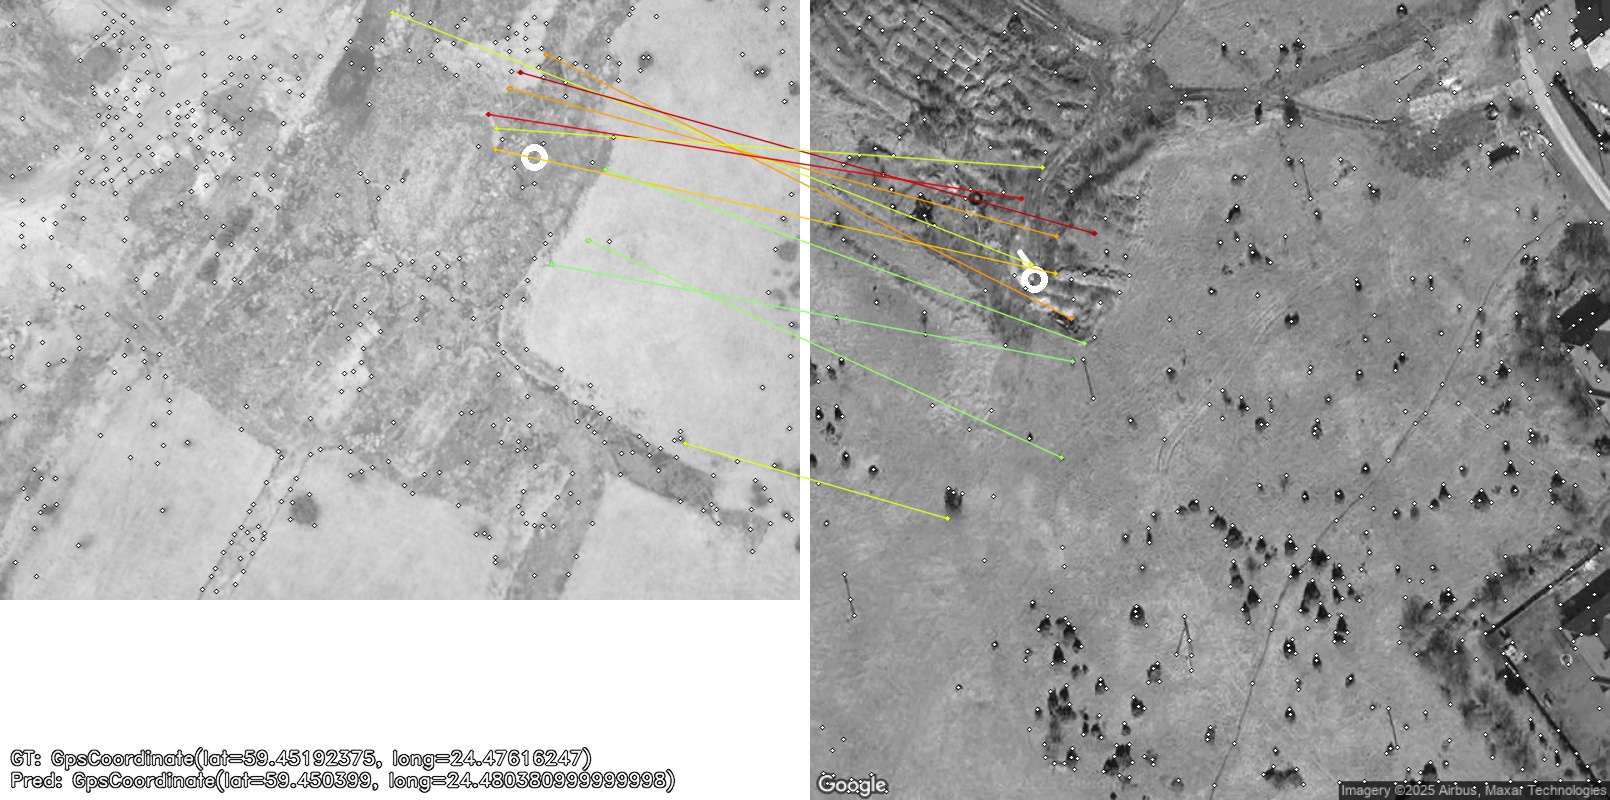 GT: GpsCoordinate(lat=59.45192375, long=24.47616247)
Pred: GpsCoordinate(lat=59.450399, long=24.4803809999999998)
Google
Imagery ©2025 Airbus, Maxar Technologies